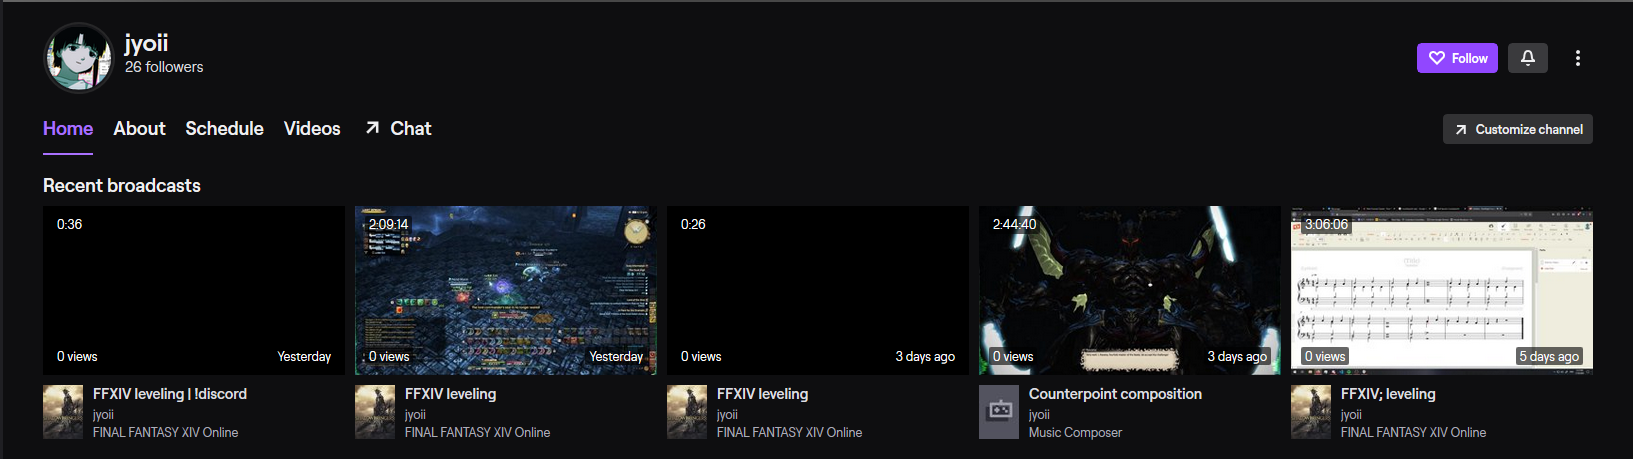 jyoii
26 followers
Follow
Home About Schedule Videos Chat
Customize channel
Recent broadcasts
0:36
0 views
Yesterday
FFXIV leveling | !discord
jyoii
FINAL FANTASY XIV Online
2:09:14
0 views
Yesterday
FFXIV leveling
jyoii
FINAL FANTASY XIV Online
0:26
0 views
3 days ago
FFXIV leveling
jyoii
FINAL FANTASY XIV Online
2:44:40
0 views
3 days ago
Counterpoint composition
jyoii
Music Composer
3:06:06
0 views
5 days ago
FFXIV; leveling
jyoii
FINAL FANTASY XIV Online